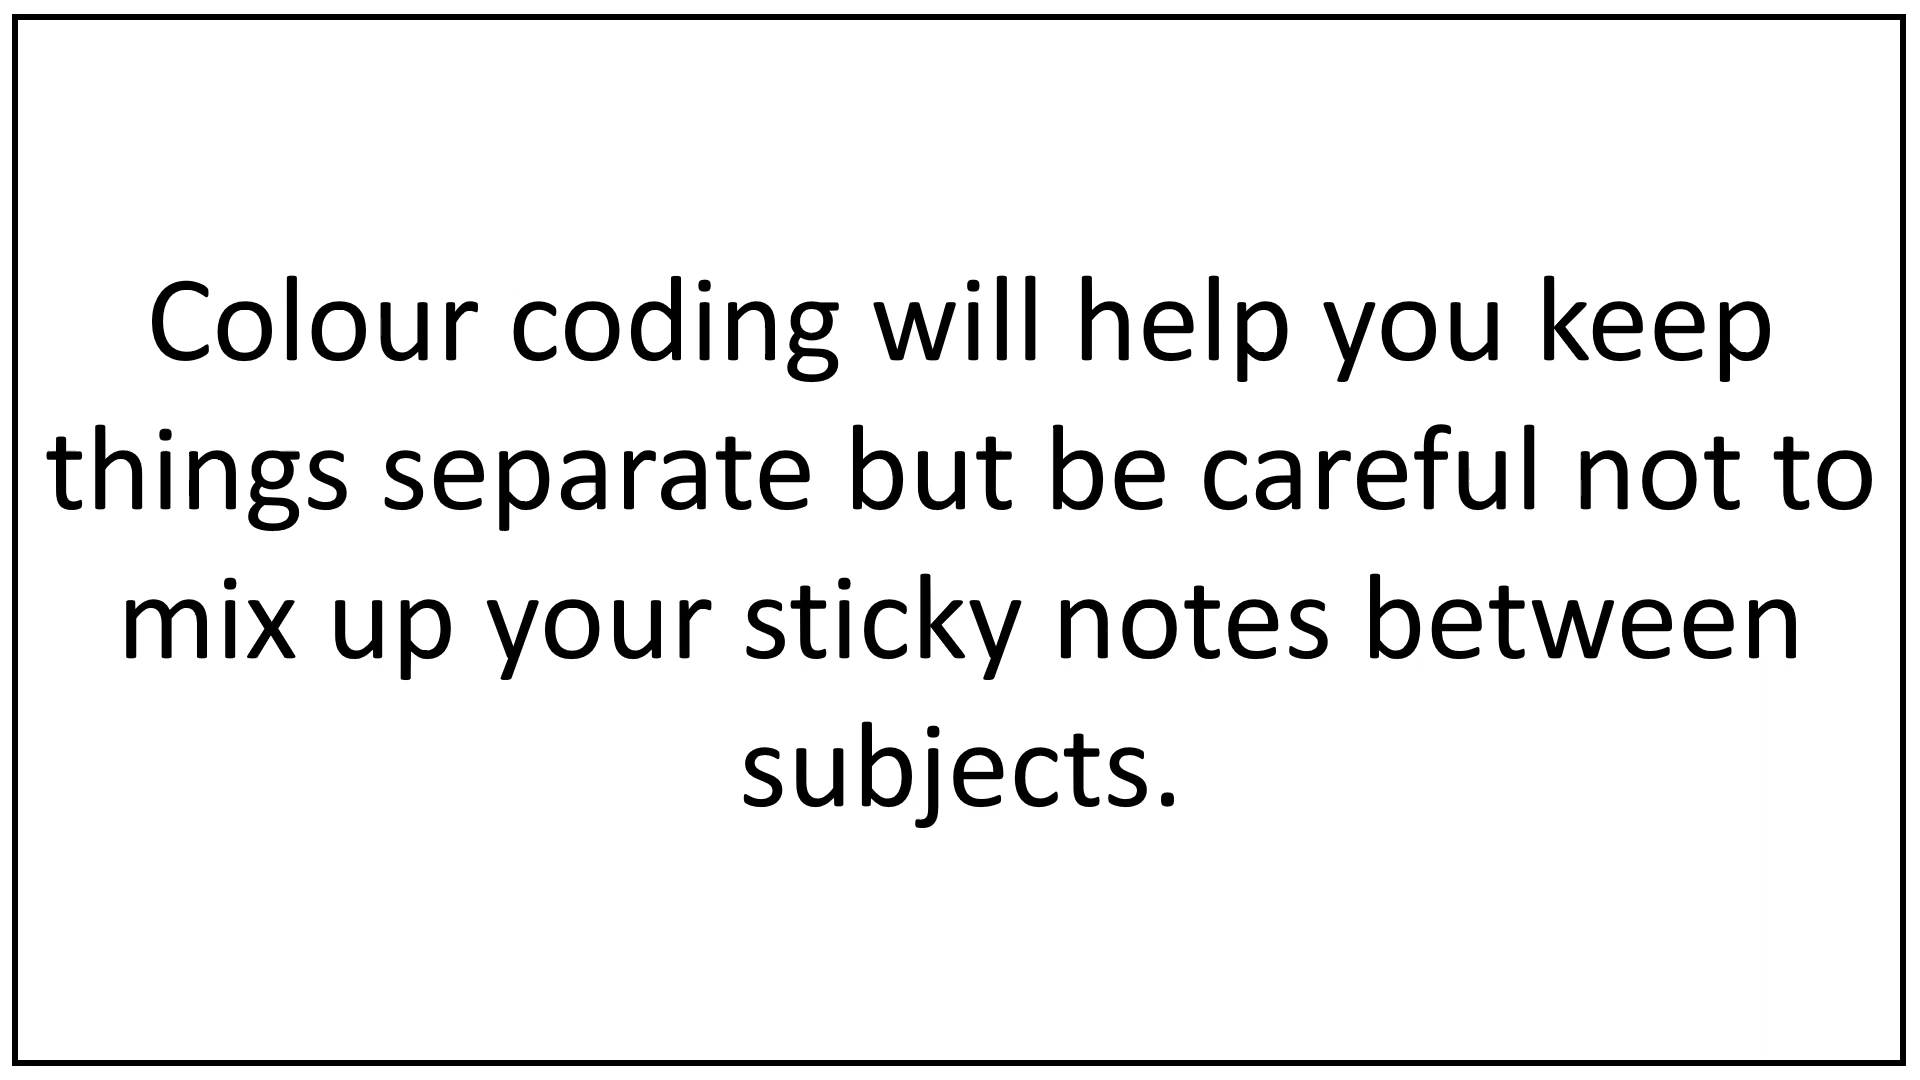 Colour coding will help you keep
things separate but be careful not to
mix up your sticky notes between
subjects.